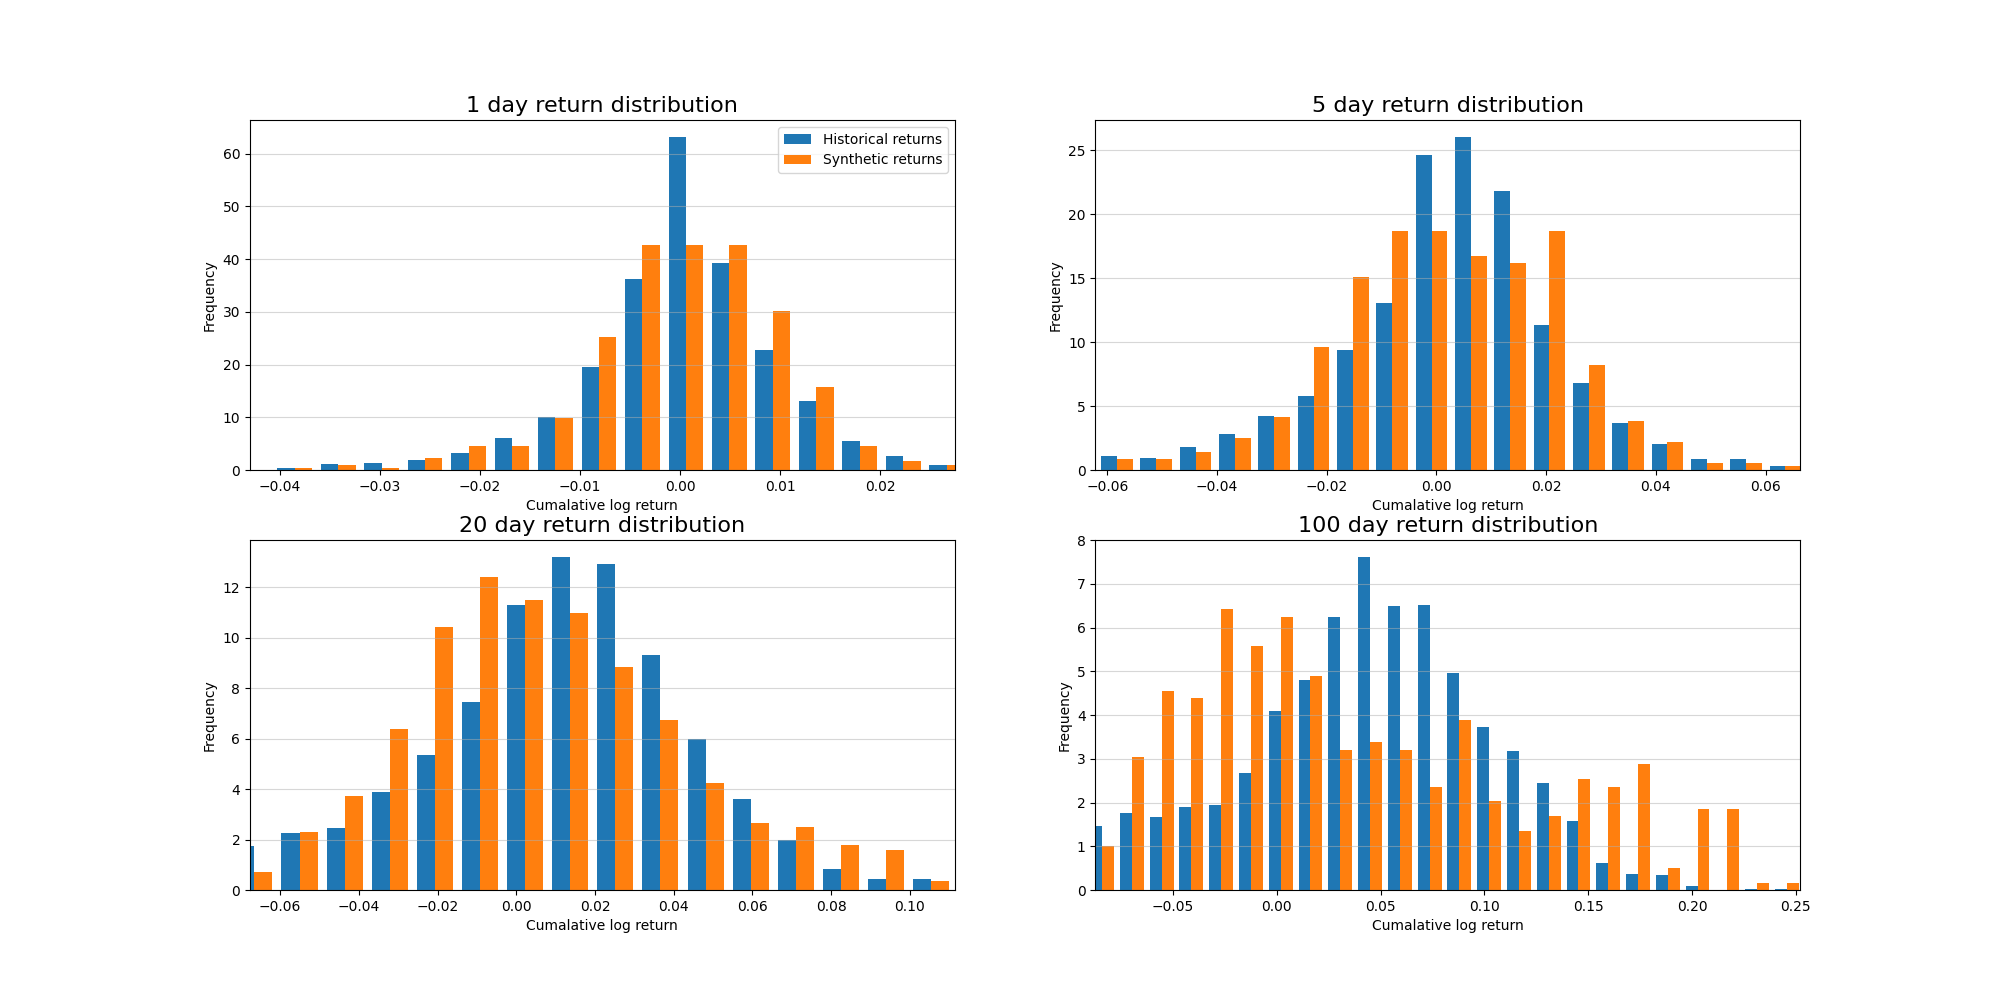 1 day return distribution
Historical returns
Synthetic returns
Frequency
60
50
40
30
20
10
0
−0.04 −0.03 −0.02 −0.01 0.00 0.01 0.02
Cumalative log return
5 day return distribution
Frequency
25
20
15
10
5
0
−0.06 −0.04 −0.02 0.00 0.02 0.04 0.06
Cumalative log return
20 day return distribution
Frequency
12
10
8
6
4
2
0
−0.06 −0.04 −0.02 0.00 0.02 0.04 0.06 0.08 0.10
Cumalative log return
100 day return distribution
Frequency
8
7
6
5
4
3
2
1
0
−0.05 0.00 0.05 0.10 0.15 0.20 0.25
Cumalative log return